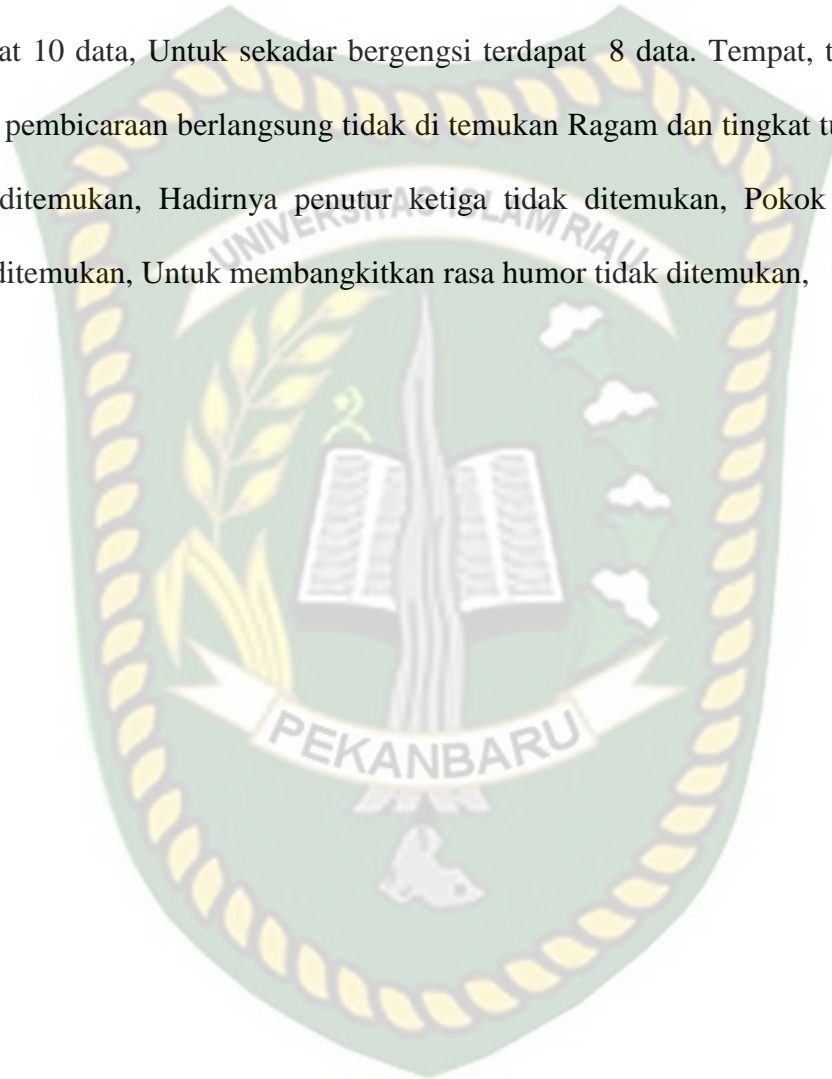 at 10 data, Untuk sekadar bergengsi terdapat 8 data. Tempat, t
pembicaraan berlangsung tidak di temukan Ragam dan tingkat tu
ditemukan, Hadirnya penutur ketiga tidak ditemukan, Pokok
ditemukan, Untuk membangkitkan rasa humor tidak ditemukan,
UNIVERSITAS ISLAM RIAU
PEKANBARU